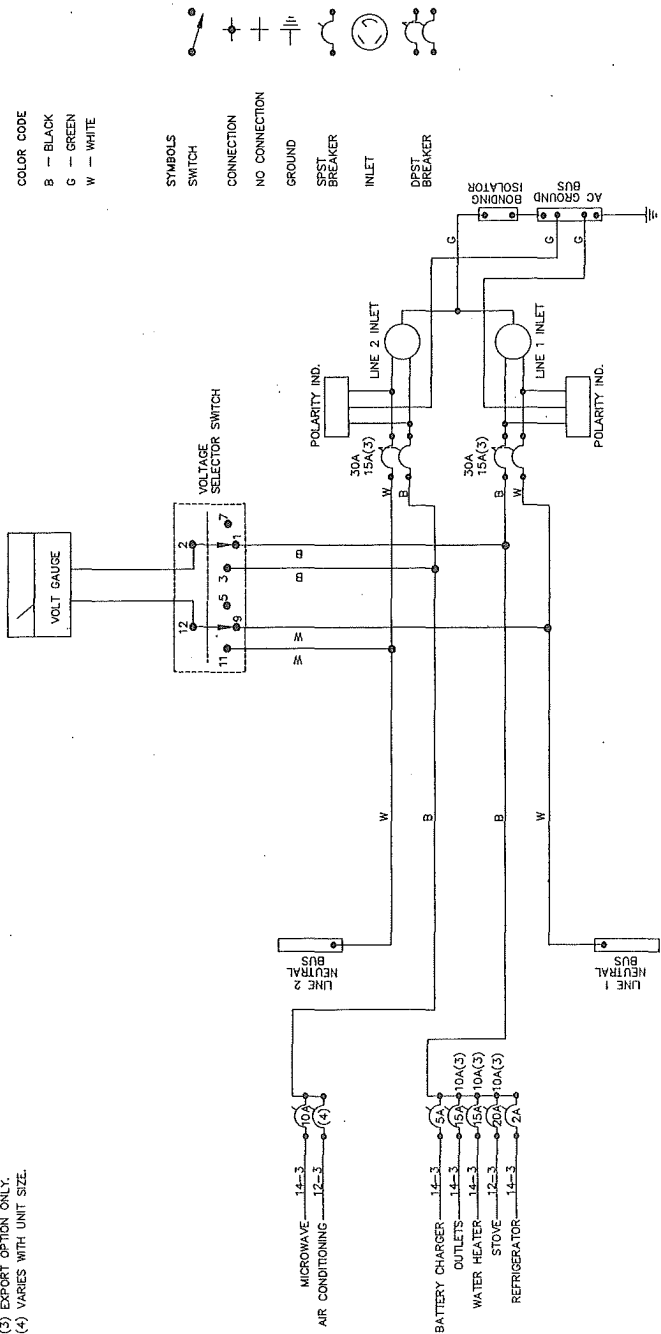 COLOR CODE
B — BLACK
G — GREEN
W — WHITE
SYMBOLS
SWITCH
CONNECTION
NO CONNECTION
GROUND
SPST
BREAKER
INLET
DPST
BREAKER
VOLT GAUGE
VOLTAGE
SELECTOR SWITCH
2
12
7
1
3
5
9
11
B
B
W
W
POLARITY IND.
LINE 2 INLET
30A
15A(3)
W
B
LINE 1 INLET
30A
15A(3)
B
W
POLARITY IND.
G
G
G
BONDING
ISOLATOR
AC GROUND
BUS
W
B
B
W
LINE 2
NEUTRAL
BUS
LINE 1
NEUTRAL
BUS
MICROWAVE 14-3 10A
AIR CONDITIONING 12-3 (4)
BATTERY CHARGER 14-3 5A
OUTLETS 14-3 15A 10A(3)
WATER HEATER 14-3 15A 10A(3)
STOVE 12-3 20A 10A(3)
REFRIGERATOR 14-3 2A
(3) EXPORT OPTION ONLY.
(4) VARIES WITH UNIT SIZE.